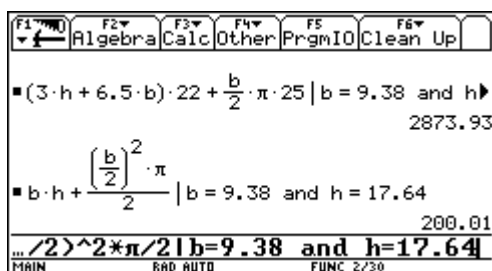 F1 F2 Algebra F3 Calc F4 Other F5 PrgmIO F6 Clean Up
▪(3·h + 6.5·b)·22 + b/2·π·25 | b = 9.38 and h▶
2873.93
▪b·h + (b/2)^2·π/2 | b = 9.38 and h = 17.64
200.01
…/2)^2*π/2|b=9.38 and h=17.64
MAIN RAD AUTO FUNC 2/30